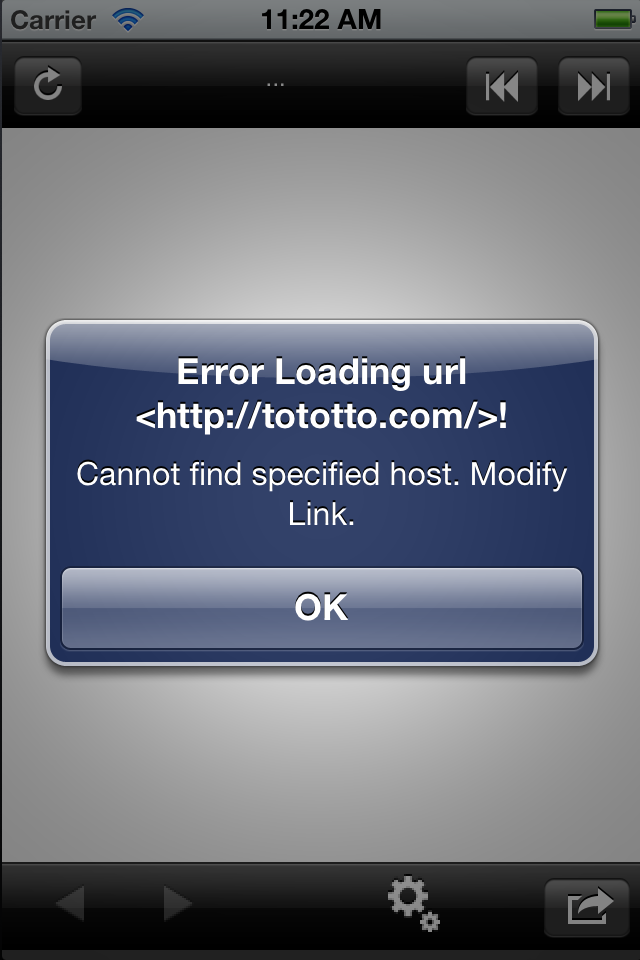 Carrier 11:22 AM
...
Error Loading url
<http://tototto.com/>!
Cannot find specified host. Modify
Link.
OK